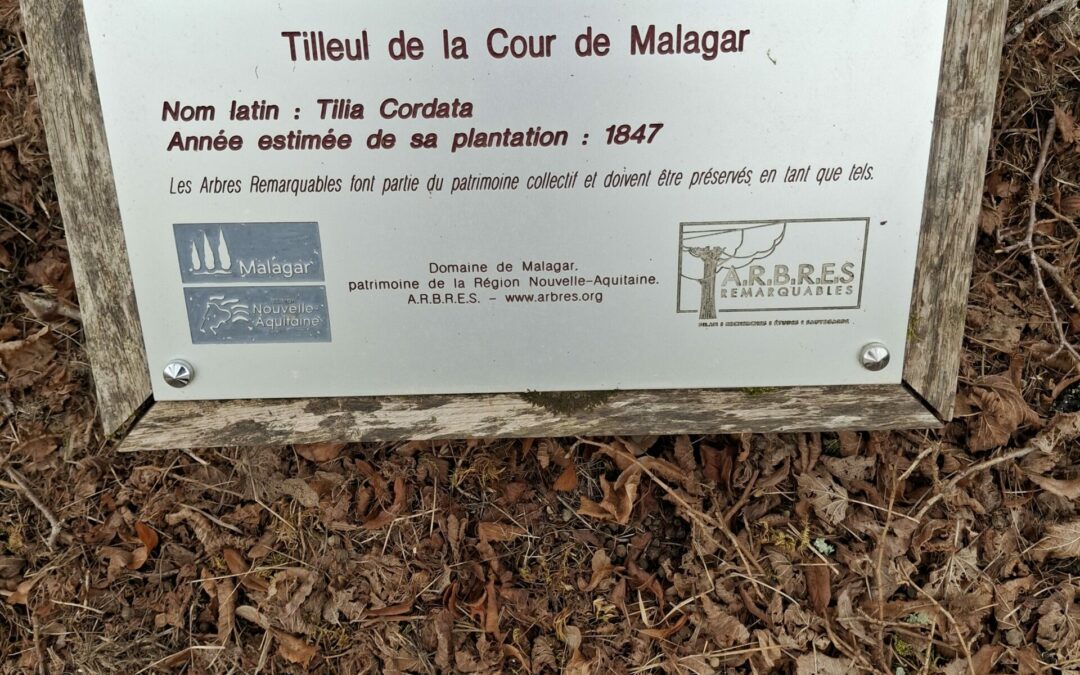 Tilleul de la Cour de Malagar
Nom latin : Tilia Cordata
Année estimée de sa plantation : 1847
Les Arbres Remarquables font partie du patrimoine collectif et doivent être préservés en tant que tels.
Malagar
Nouvelle-
Aquitaine
Domaine de Malagar,
patrimoine de la Région Nouvelle-Aquitaine.
A.R.B.R.E.S. - www.arbres.org
A.R.B.R.E.S
REMARQUABLES